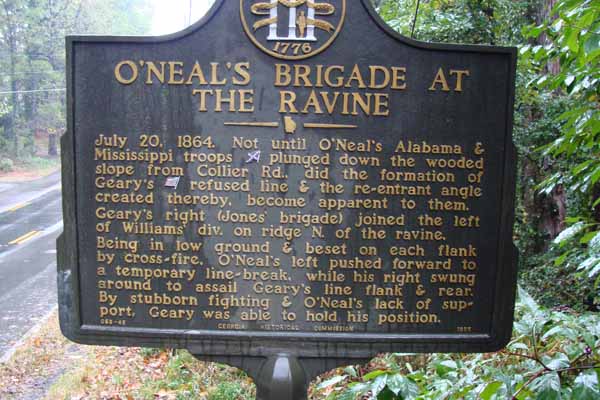 1776
O'NEAL'S BRIGADE AT
THE RAVINE
July 20, 1864. Not until O'Neal's Alabama &
Mississippi troops plunged down the wooded
slope from Collier Rd., did the formation of
Geary's refused line & the re-entrant angle
created thereby, become apparent to them.
Geary's right (Jones' brigade) joined the left
of Williams' div. on ridge N. of the ravine.
Being in low ground & beset on each flank
by cross-fire, O'Neal's left pushed forward to
a temporary line-break, while his right swung
around to assail Geary's line flank & rear.
By stubborn fighting & O'Neal's lack of sup-
port, Geary was able to hold his position.
GEORGIA HISTORICAL COMMISSION